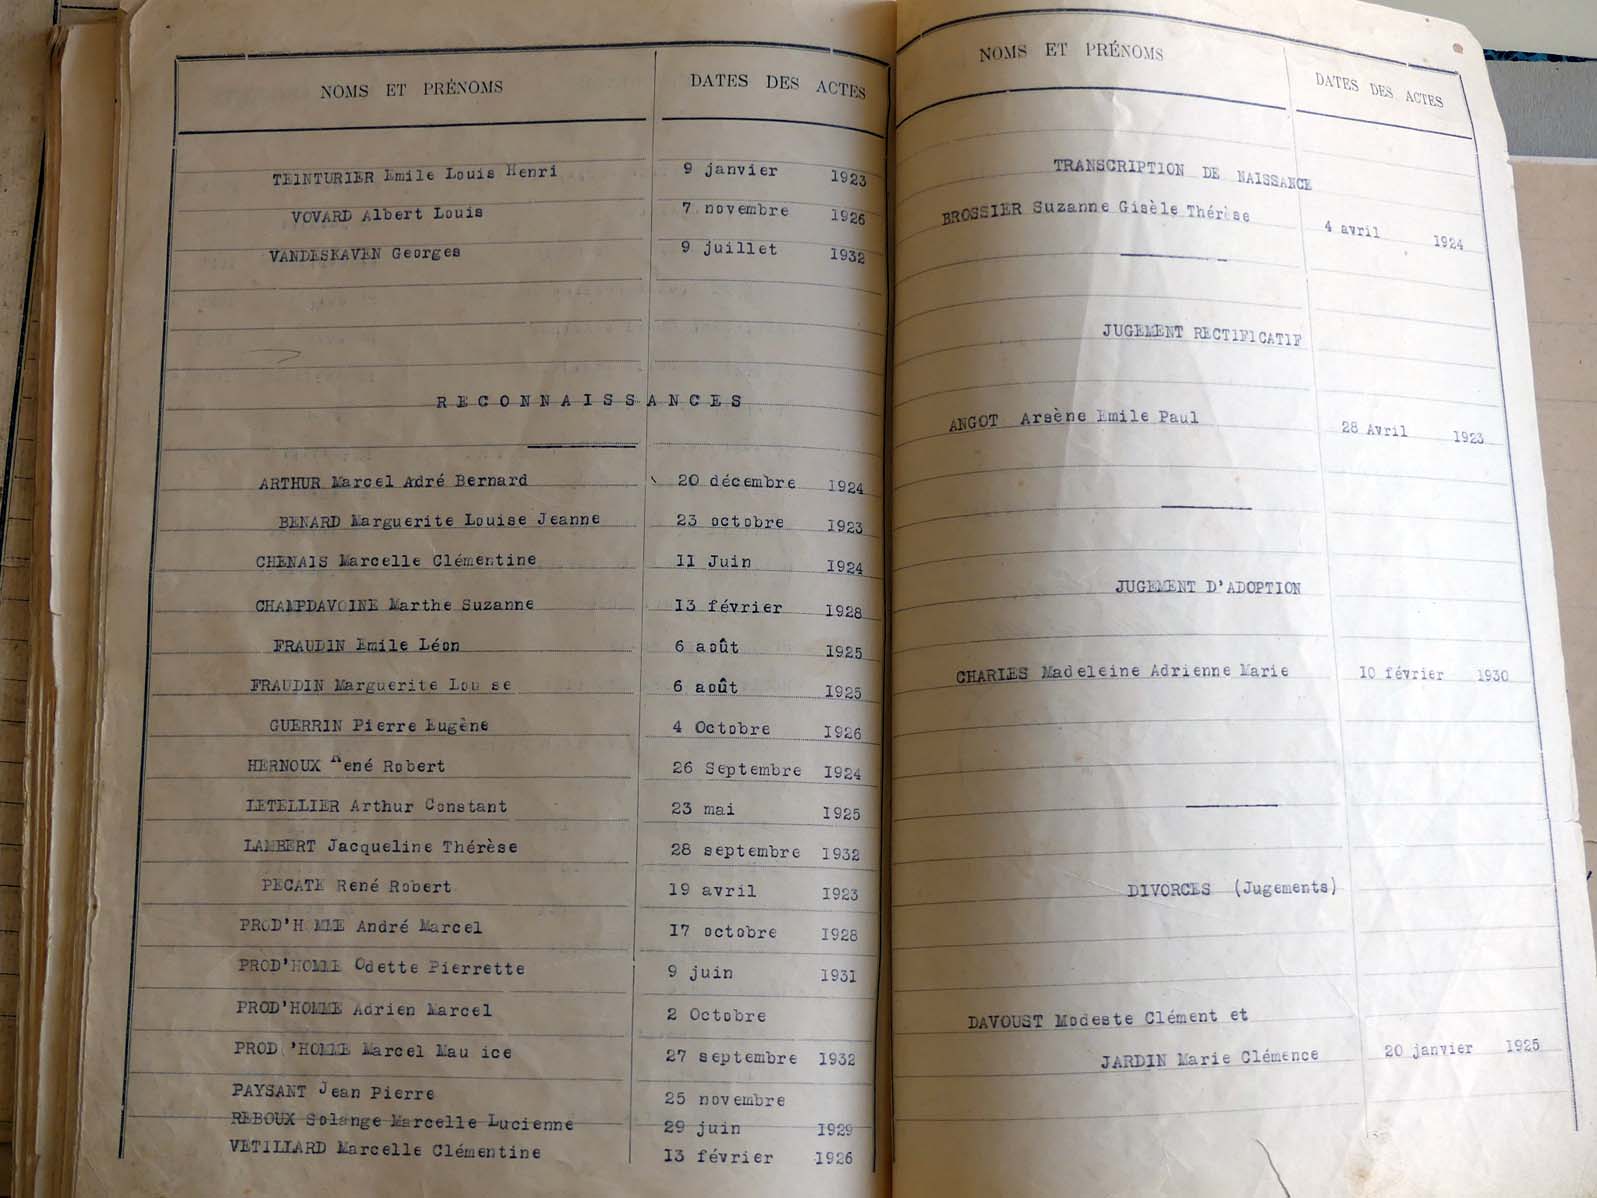 NOMS ET PRÉNOMS DATES DES ACTES
TEINTURIER Emile Louis Henri 9 janvier 1923
VOVARD Albert Louis 7 novembre 1926
VANDESKAVEN Georges 9 juillet 1932
RECONNAISSANCES
ARTHUR Marcel Adré Bernard 20 décembre 1924
BENARD Marguerite Louise Jeanne 23 octobre 1923
CHENAIS Marcelle Clémentine 11 Juin 1924
CHAMPDAVOINE Marthe Suzanne 13 février 1928
FRAUDIN Emile Léon 6 août 1925
FRAUDIN Marguerite Lou se 6 août 1925
GUERRIN Pierre Eugène 4 Octobre 1926
HERNOUX René Robert 26 Septembre 1924
LETELLIER Arthur Constant 23 mai 1925
LAMBERT Jacqueline Thérèse 28 septembre 1932
PECATE René Robert 19 avril 1923
PROD'HOMME André Marcel 17 octobre 1928
PROD'HOMME Odette Pierrette 9 juin 1931
PROD'HOMME Adrien Marcel 2 Octobre
PROD 'HOMME Marcel Mau ice 27 septembre 1932
PAYSANT Jean Pierre 25 novembre
REBOUX Solange Marcelle Lucienne 29 juin 1929
VETILLARD Marcelle Clémentine 13 février 1926
NOMS ET PRÉNOMS DATES DES ACTES
TRANSCRIPTION DE NAISSANCE
BROSSIER Suzanne Gisèle Thérèse 4 avril 1924
JUGEMENT RECTIFICATIF
ANGOT Arsène Emile Paul 28 Avril 1923
JUGEMENT D'ADOPTION
CHARLES Madeleine Adrienne Marie 10 février 1930
DIVORCES (Jugements)
DAVOUST Modeste Clément et
JARDIN Marie Clémence 20 janvier 1925